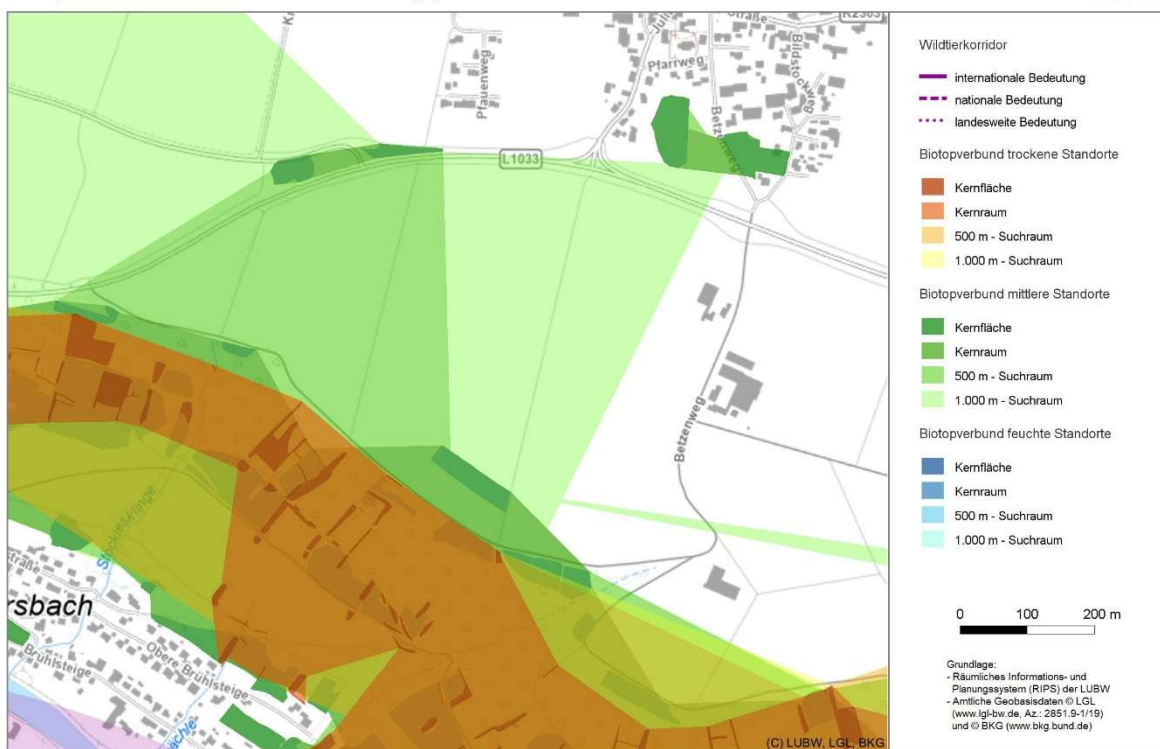 Straße
R2303
Pfarrweg
Bildstockweg
Pfauenweg
Betzenweg
L1033
Betzenweg
rsbach
Obere Brühlsteige
Brühlsteige
(C) LUBW, LGL, BKG
Wildtierkorridor
internationale Bedeutung
nationale Bedeutung
landesweite Bedeutung
Biotopverbund trockene Standorte
Kernfläche
Kernraum
500 m - Suchraum
1.000 m - Suchraum
Biotopverbund mittlere Standorte
Kernfläche
Kernraum
500 m - Suchraum
1.000 m - Suchraum
Biotopverbund feuchte Standorte
Kernfläche
Kernraum
500 m - Suchraum
1.000 m - Suchraum
0 100 200 m
Grundlage:
- Räumliches Informations- und
Planungssystem (RIPS) der LUBW
- Amtliche Geobasisdaten © LGL
(www.lgl-bw.de, Az.: 2851.9-1/19)
und © BKG (www.bkg.bund.de)